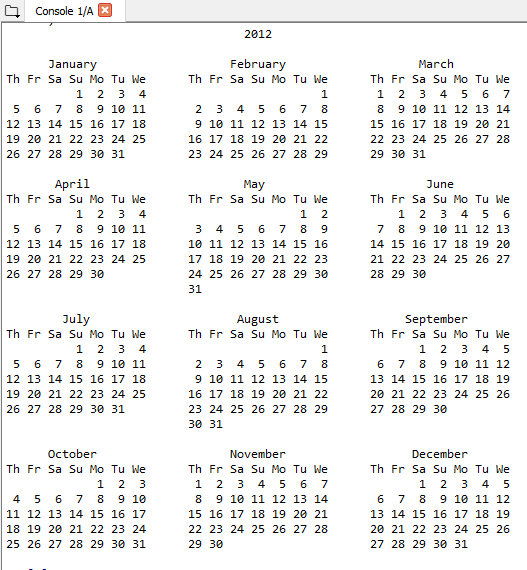 Console 1/A
2012
January February March
Th Fr Sa Su Mo Tu We Th Fr Sa Su Mo Tu We Th Fr Sa Su Mo Tu We
1 2 3 4 1 1 2 3 4 5 6 7
5 6 7 8 9 10 11 2 3 4 5 6 7 8 8 9 10 11 12 13 14
12 13 14 15 16 17 18 9 10 11 12 13 14 15 15 16 17 18 19 20 21
19 20 21 22 23 24 25 16 17 18 19 20 21 22 22 23 24 25 26 27 28
26 27 28 29 30 31 23 24 25 26 27 28 29 29 30 31
April May June
Th Fr Sa Su Mo Tu We Th Fr Sa Su Mo Tu We Th Fr Sa Su Mo Tu We
1 2 3 4 1 2 1 2 3 4 5 6
5 6 7 8 9 10 11 3 4 5 6 7 8 9 7 8 9 10 11 12 13
12 13 14 15 16 17 18 10 11 12 13 14 15 16 14 15 16 17 18 19 20
19 20 21 22 23 24 25 17 18 19 20 21 22 23 21 22 23 24 25 26 27
26 27 28 29 30 24 25 26 27 28 29 30 28 29 30
31
July August September
Th Fr Sa Su Mo Tu We Th Fr Sa Su Mo Tu We Th Fr Sa Su Mo Tu We
1 2 3 4 1 1 2 3 4 5
5 6 7 8 9 10 11 2 3 4 5 6 7 8 6 7 8 9 10 11 12
12 13 14 15 16 17 18 9 10 11 12 13 14 15 13 14 15 16 17 18 19
19 20 21 22 23 24 25 16 17 18 19 20 21 22 20 21 22 23 24 25 26
26 27 28 29 30 31 23 24 25 26 27 28 29 27 28 29 30
30 31
October November December
Th Fr Sa Su Mo Tu We Th Fr Sa Su Mo Tu We Th Fr Sa Su Mo Tu We
1 2 3 1 2 3 4 5 6 7 1 2 3 4 5
4 5 6 7 8 9 10 8 9 10 11 12 13 14 6 7 8 9 10 11 12
11 12 13 14 15 16 17 15 16 17 18 19 20 21 13 14 15 16 17 18 19
18 19 20 21 22 23 24 22 23 24 25 26 27 28 20 21 22 23 24 25 26
25 26 27 28 29 30 31 29 30 27 28 29 30 31